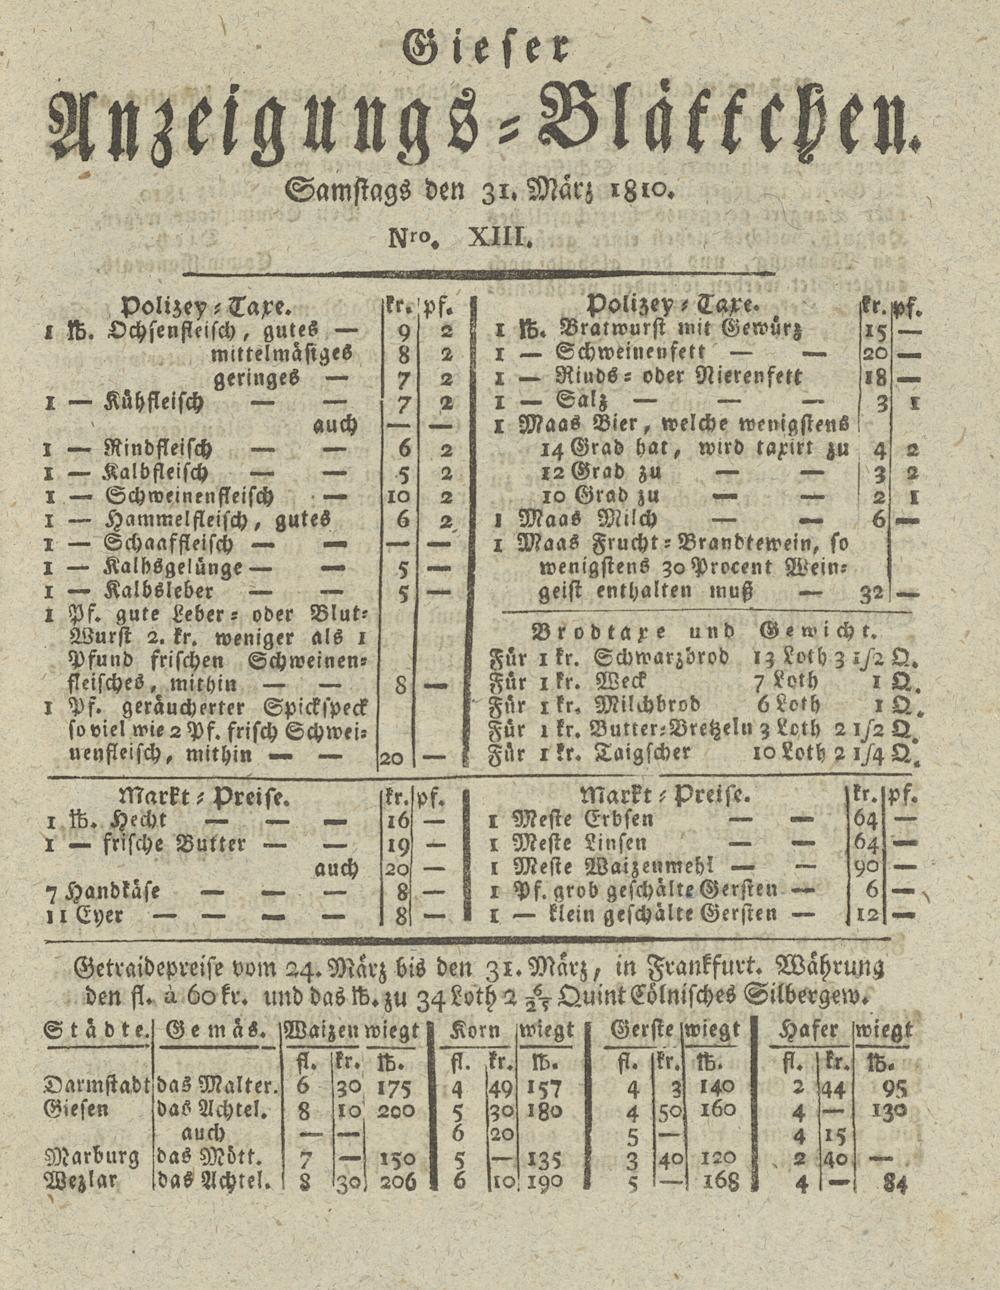 Gieser
Anzeigungs-Blättchen.
Samstags den 31. März 1810.
Nro. XIII.
Polizey-Taxe. kr. pf.
1 ℔. Ochsenfleisch, gutes — 9 2
mittelmäsiges 8 2
geringes — 7 2
1 — Kühfleisch — — 7 2
auch — —
1 — Rindfleisch — 6 2
1 — Kalbfleisch — — 5 2
1 — Schweinenfleisch — 10 2
1 — Hammelfleisch, gutes 6 2
1 — Schaaffleisch — — — —
1 — Kalbsgelünge — — 5 —
1 — Kalbsleber — — 5 —
1 Pf. gute Leber- oder Blut-
Wurst 2. kr. weniger als 1
Pfund frischen Schweinen-
fleisches, mithin — — 8 —
1 Pf. geräucherter Spickspeck
so viel wie 2 Pf. frisch Schwei-
nenfleisch, mithin — — 20 —
Polizey-Taxe. kr. pf.
1 ℔. Bratwurst mit Gewürz 15 —
1 — Schweinenfett — — 20 —
1 — Rinds- oder Nierenfett 18 —
1 — Salz — — — 3 1
1 Maas Bier, welche wenigstens
14 Grad hat, wird taxirt zu 4 2
12 Grad zu — — 3 2
10 Grad zu — — 2 1
1 Maas Milch — — 6 —
1 Maas Frucht-Brandtewein, so
wenigstens 30 Procent Wein-
geist enthalten muß — 32 —
Brodtaxe und Gewicht.
Für 1 kr. Schwarzbrod 13 Loth 3 1/2 Q.
Für 1 kr. Weck 7 Loth 1 Q.
Für 1 kr. Milchbrod 6 Loth 1 Q.
Für 1 kr. Butter-Bretzeln 3 Loth 2 1/2 Q.
Für 1 kr. Taigscher 10 Loth 2 1/4 Q.
Markt-Preise. kr. pf.
1 ℔. Hecht — — — 16 —
1 — frische Butter — — 19 —
auch 20 —
7 Handkäse — — — 8 —
11 Eyer — — — — 8 —
Markt-Preise. kr. pf.
1 Meste Erbsen — — 64 —
1 Meste Linsen — — 64 —
1 Meste Waizenmehl — — 90 —
1 Pf. grob geschälte Gersten — 6 —
1 — klein geschälte Gersten — 12 —
Getraidepreise vom 24. März bis den 31. März, in Frankfurt. Währung
den fl. à 60 kr. und das ℔. zu 34 Loth 2 6/25 Quint Cölnisches Silbergew.
Städte. Gemäs. Waizen wiegt Korn wiegt Gerste wiegt Hafer wiegt
fl. kr. ℔. fl. kr. ℔. fl. kr. ℔. fl. kr. ℔.
Darmstadt das Malter. 6 30 175 4 49 157 4 3 140 2 44 95
Giesen das Achtel. 8 10 200 5 30 180 4 50 160 4 — 130
auch — — 6 20 5 — 4 15
Marburg das Mött. 7 — 150 5 — 135 3 40 120 2 40 —
Wezlar das Achtel. 8 30 206 6 10 190 5 — 168 4 — 84